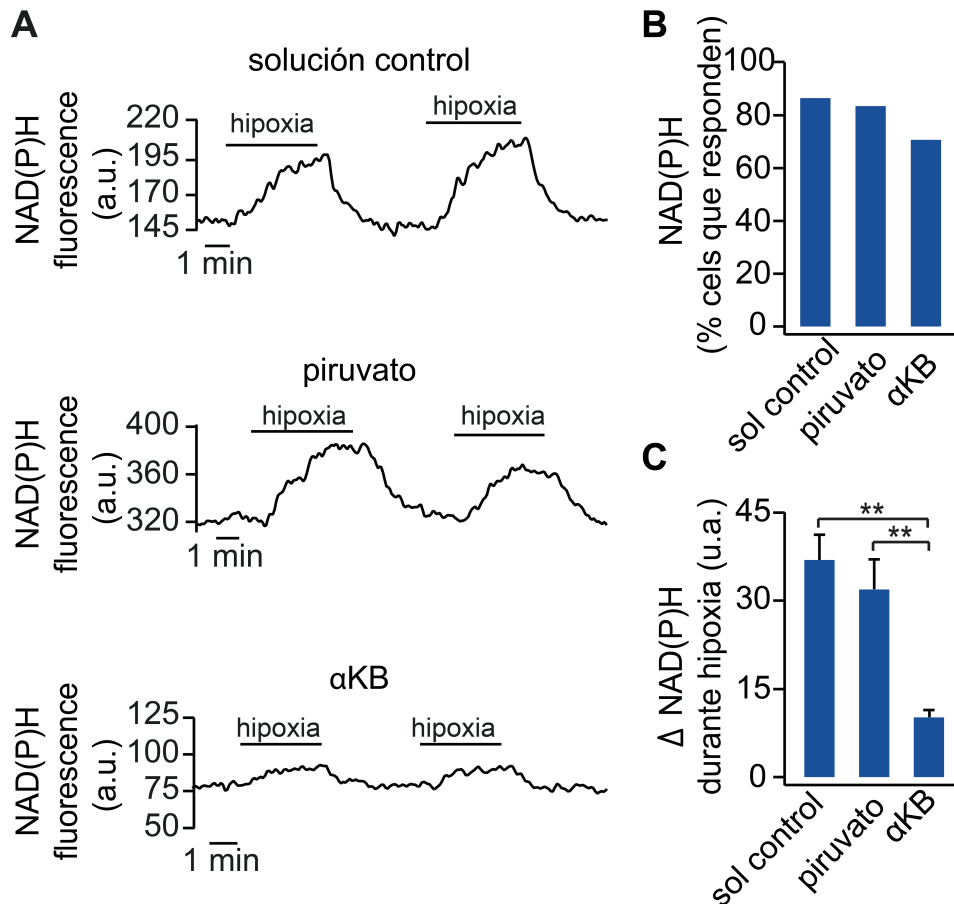 A
solución control
NAD(P)H
fluorescence
(a.u.)
220
195
170
145
hipoxia
hipoxia
1 min
piruvato
NAD(P)H
fluorescence
(a.u.)
400
360
320
hipoxia
hipoxia
1 min
αKB
NAD(P)H
fluorescence
(a.u.)
125
100
75
50
hipoxia
hipoxia
1 min
B
NAD(P)H
(% cels que responden)
100
80
60
40
20
0
sol control
piruvato
αKB
C
Δ NAD(P)H
durante hipoxia (u.a.)
45
30
15
0
**
**
sol control
piruvato
αKB